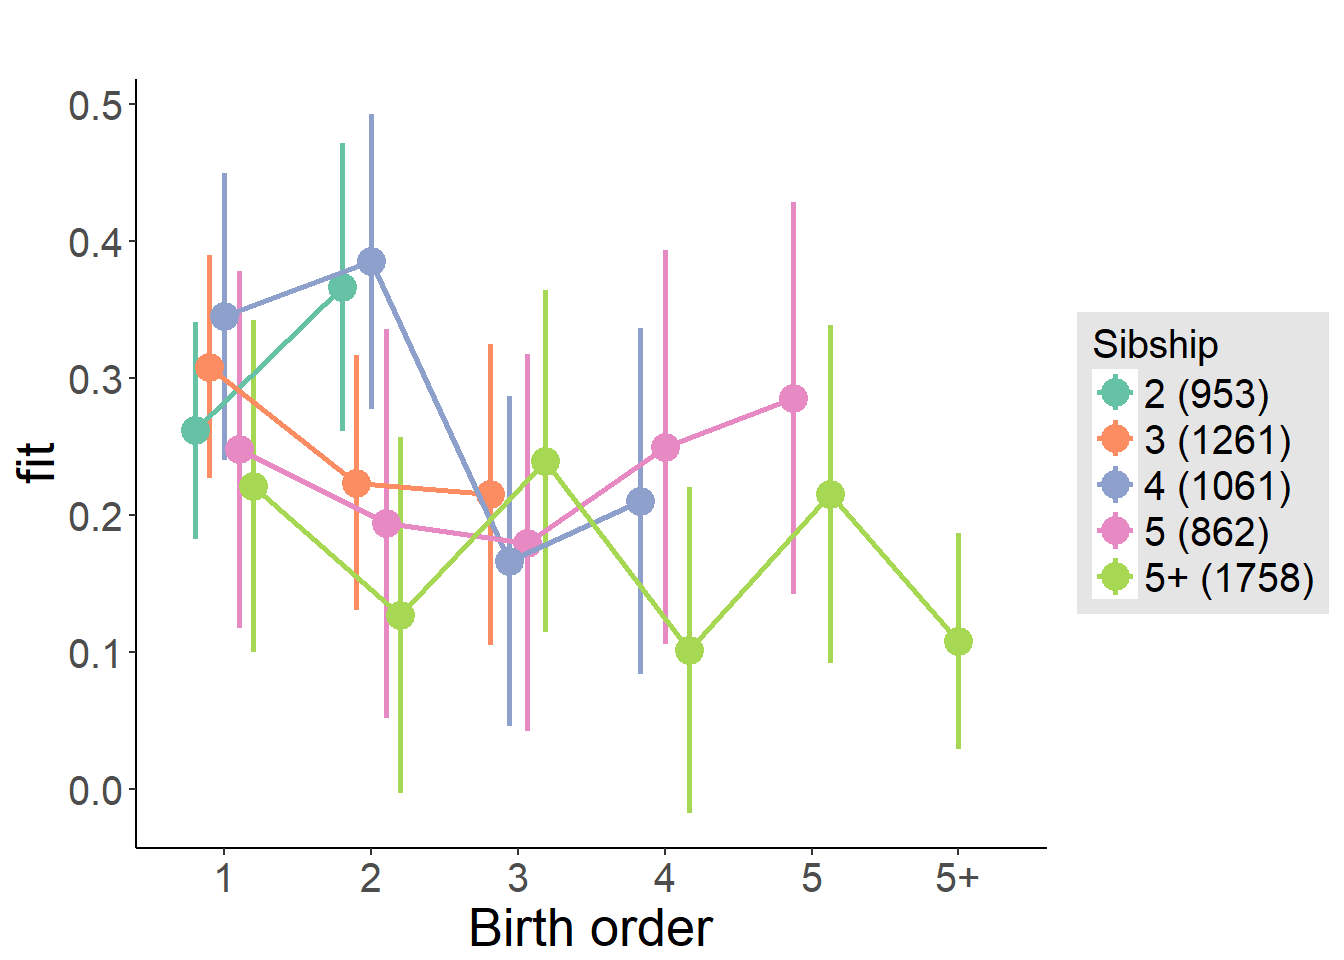 0.5
0.4
0.3
0.2
0.1
0.0
fit
1 2 3 4 5 5+
Birth order
Sibship
2 (953)
3 (1261)
4 (1061)
5 (862)
5+ (1758)